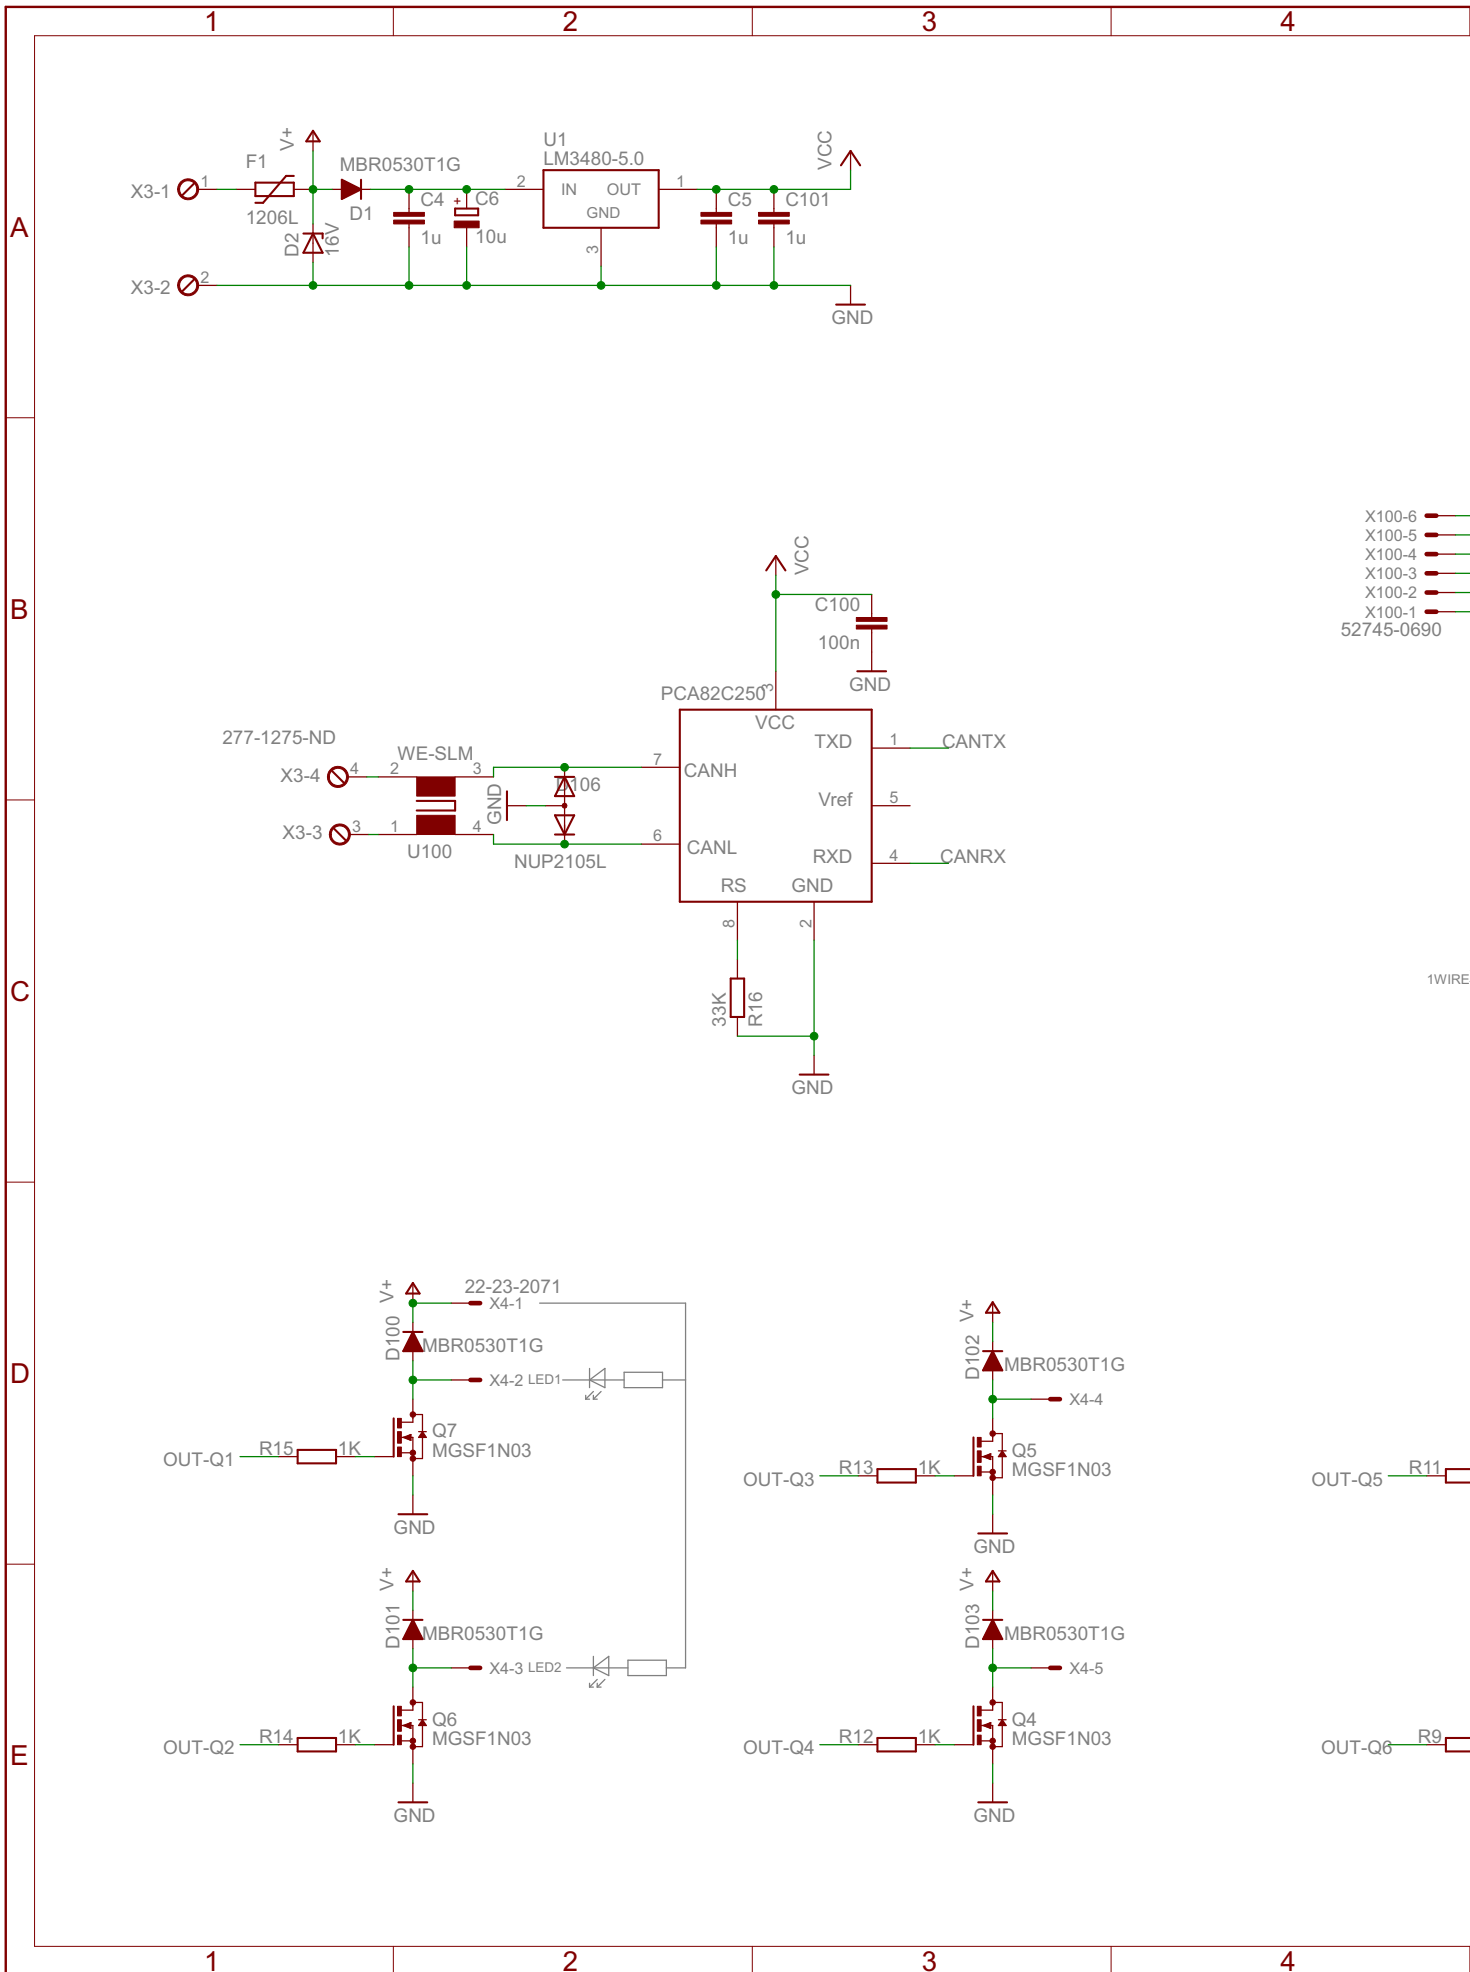 1 2 3 4
A
V+
F1
X3-1
1
1206L
MBR0530T1G
D1
D2
16V
X3-2
2
C4
1u
+
C6
10u
U1
LM3480-5.0
2
IN OUT
GND
1
3
C5
1u
C101
1u
VCC
GND
B
X100-6
X100-5
X100-4
X100-3
X100-2
X100-1
52745-0690
VCC
C100
100n
GND
PCA82C250
3
VCC
TXD
1
CANTX
Vref
5
RXD
4
CANRX
7
CANH
6
CANL
RS
GND
8
2
277-1275-ND
X3-4
4
2
WE-SLM
3
X3-3
3
1
U100
4
GND
D106
NUP2105L
C
33K
R16
GND
1WIRE
D
V+
22-23-2071
X4-1
D100
MBR0530T1G
X4-2 LED1
Q7
MGSF1N03
OUT-Q1
R15
1K
GND
V+
D102
MBR0530T1G
X4-4
Q5
MGSF1N03
OUT-Q3
R13
1K
GND
OUT-Q5
R11
E
V+
D101
MBR0530T1G
X4-3 LED2
Q6
MGSF1N03
OUT-Q2
R14
1K
GND
V+
D103
MBR0530T1G
X4-5
Q4
MGSF1N03
OUT-Q4
R12
1K
GND
OUT-Q6
R9
1 2 3 4